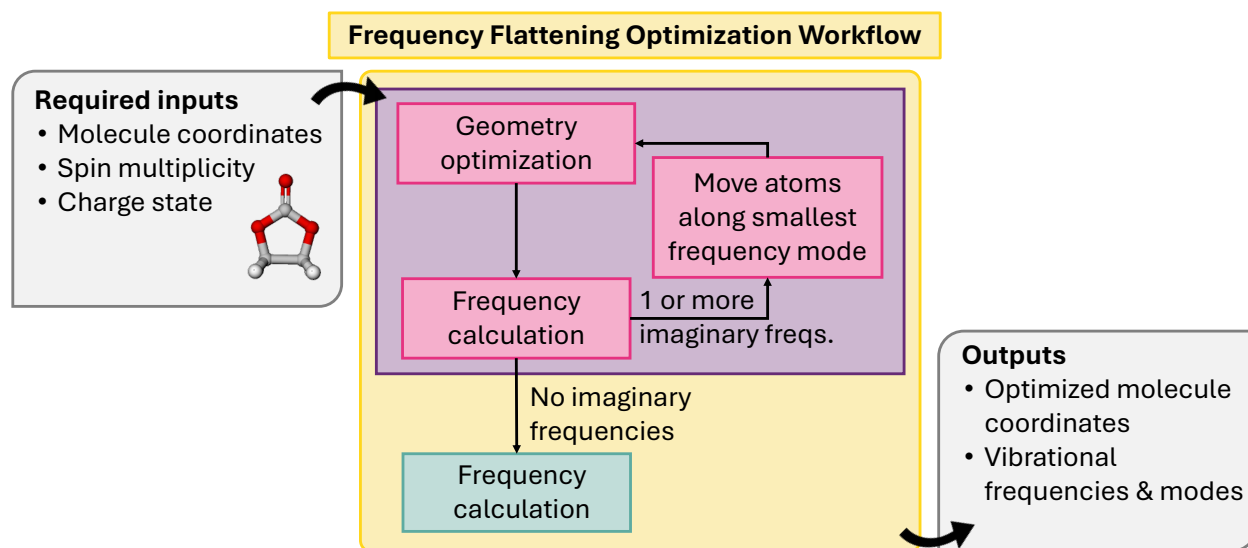 Frequency Flattening Optimization Workflow
Required inputs
• Molecule coordinates
• Spin multiplicity
• Charge state
Geometry
optimization
Move atoms
along smallest
frequency mode
Frequency
calculation
1 or more
imaginary freqs.
No imaginary
frequencies
Frequency
calculation
Outputs
• Optimized molecule
coordinates
• Vibrational
frequencies & modes